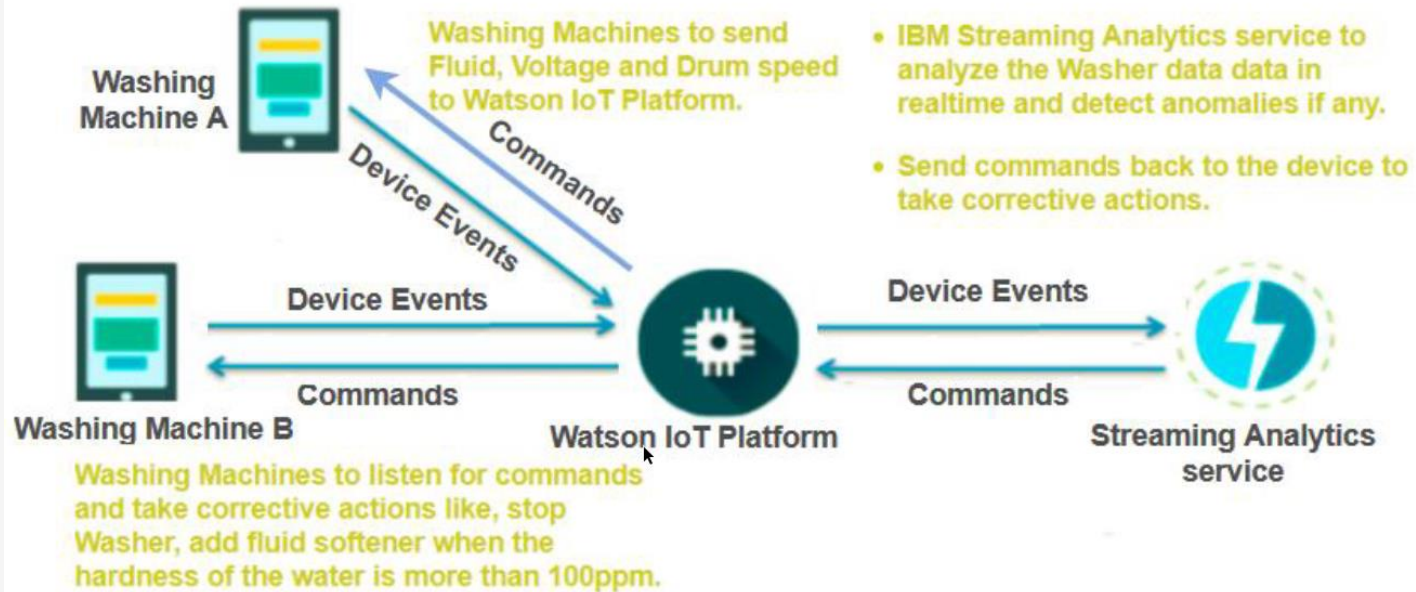 Washing
Machine A
Washing Machines to send
Fluid, Voltage and Drum speed
to Watson IoT Platform.
• IBM Streaming Analytics service to
analyze the Washer data data in
realtime and detect anomalies if any.
• Send commands back to the device to
take corrective actions.
Commands
Device Events
Device Events
Commands
Washing Machine B
Watson IoT Platform
Device Events
Commands
Streaming Analytics
service
Washing Machines to listen for commands
and take corrective actions like, stop
Washer, add fluid softener when the
hardness of the water is more than 100ppm.